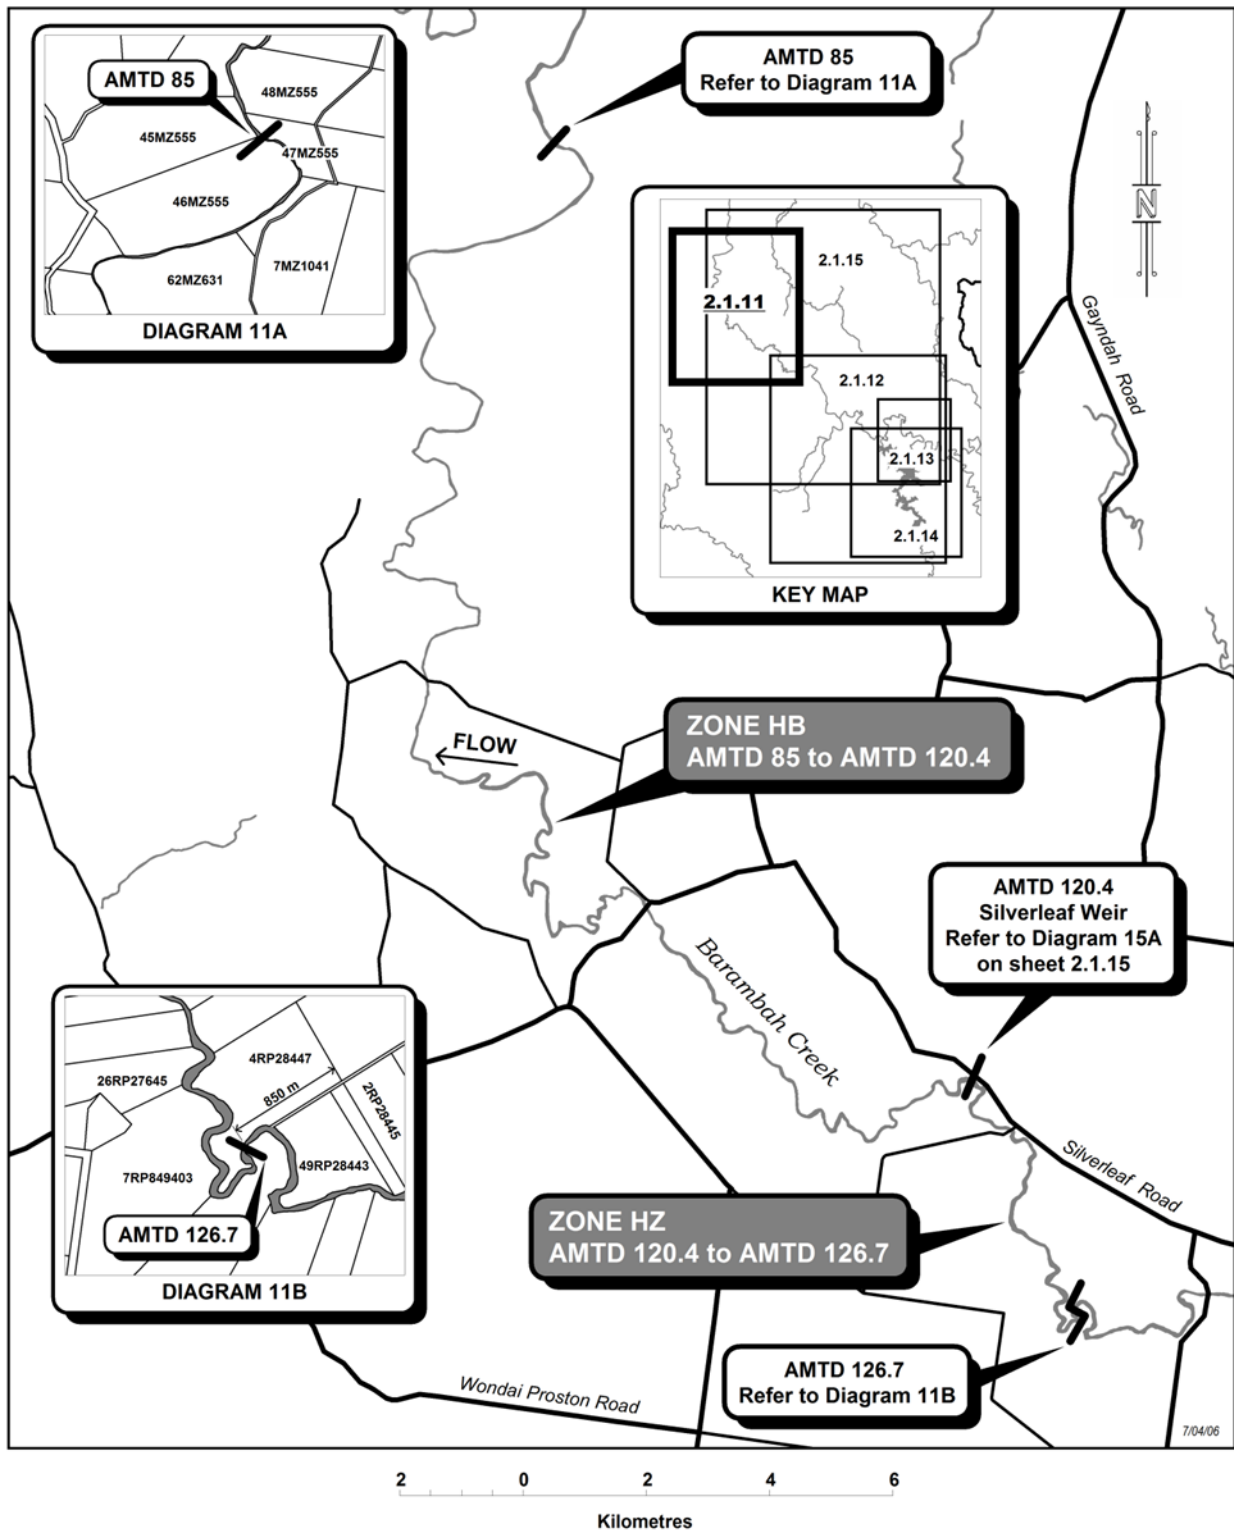 AMTD 85
48MZ555
45MZ555
47MZ555
46MZ555
7MZ1041
62MZ631
DIAGRAM 11A
AMTD 85
Refer to Diagram 11A
N
2.1.15
2.1.11
2.1.12
2.1.13
2.1.14
KEY MAP
Gayndah Road
ZONE HB
AMTD 85 to AMTD 120.4
FLOW
AMTD 120.4
Silverleaf Weir
Refer to Diagram 15A
on sheet 2.1.15
Barambah Creek
4RP28447
26RP27645
850 m
2RP28445
49RP28443
7RP849403
AMTD 126.7
DIAGRAM 11B
Silverleaf Road
ZONE HZ
AMTD 120.4 to AMTD 126.7
AMTD 126.7
Refer to Diagram 11B
Wondai Proston Road
7/04/06
2 0 2 4 6
Kilometres